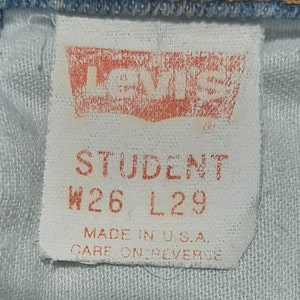 Levi's
®
STUDENT
W26 L29
MADE IN U.S.A.
CARE ON REVERSE